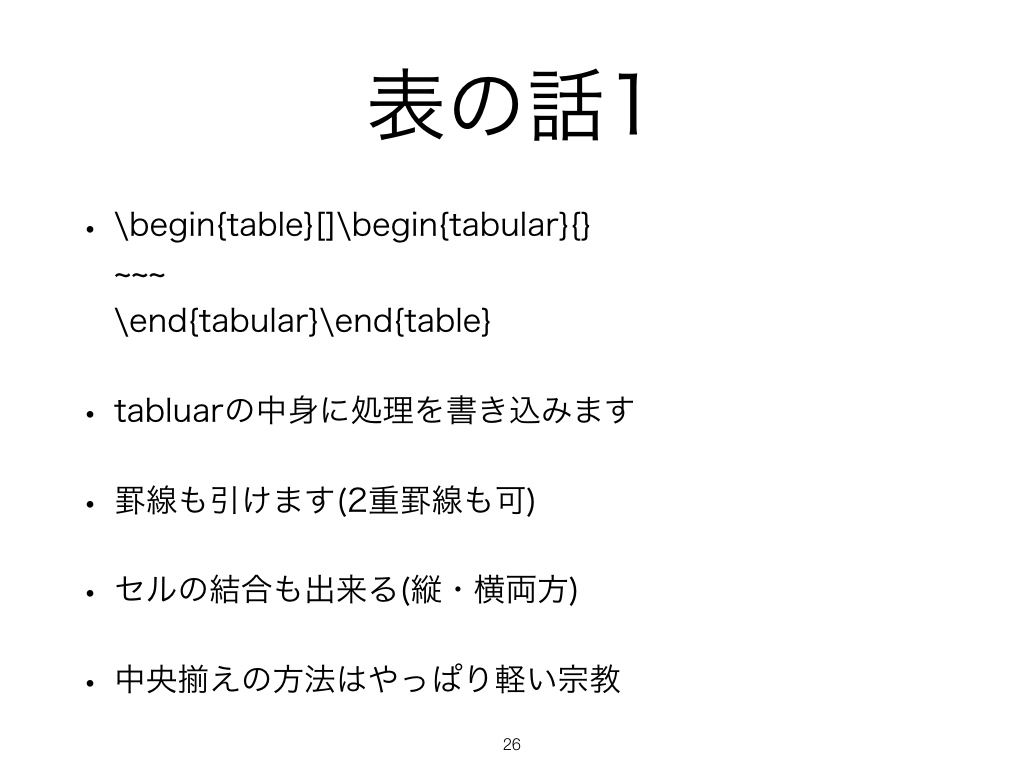 表の話1
• \begin{table}[]\begin{tabular}{}
~~~
\end{tabular}\end{table}
• tabluarの中身に処理を書き込みます
• 罫線も引けます(2重罫線も可)
• セルの結合も出来る(縦・横両方)
• 中央揃えの方法はやっぱり軽い宗教
26